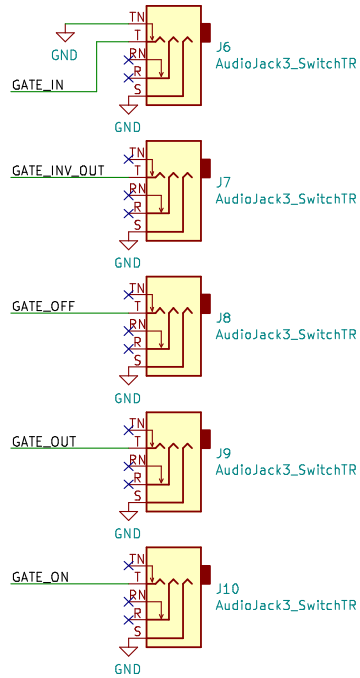 TN
GND
T
J6
AudioJack3_SwitchTR
RN
R
GATE_IN
S
GND
TN
GATE_INV_OUT
T
J7
AudioJack3_SwitchTR
RN
R
S
GND
TN
GATE_OFF
T
J8
AudioJack3_SwitchTR
RN
R
S
GND
TN
GATE_OUT
T
J9
AudioJack3_SwitchTR
RN
R
S
GND
TN
GATE_ON
T
J10
AudioJack3_SwitchTR
RN
R
S
GND